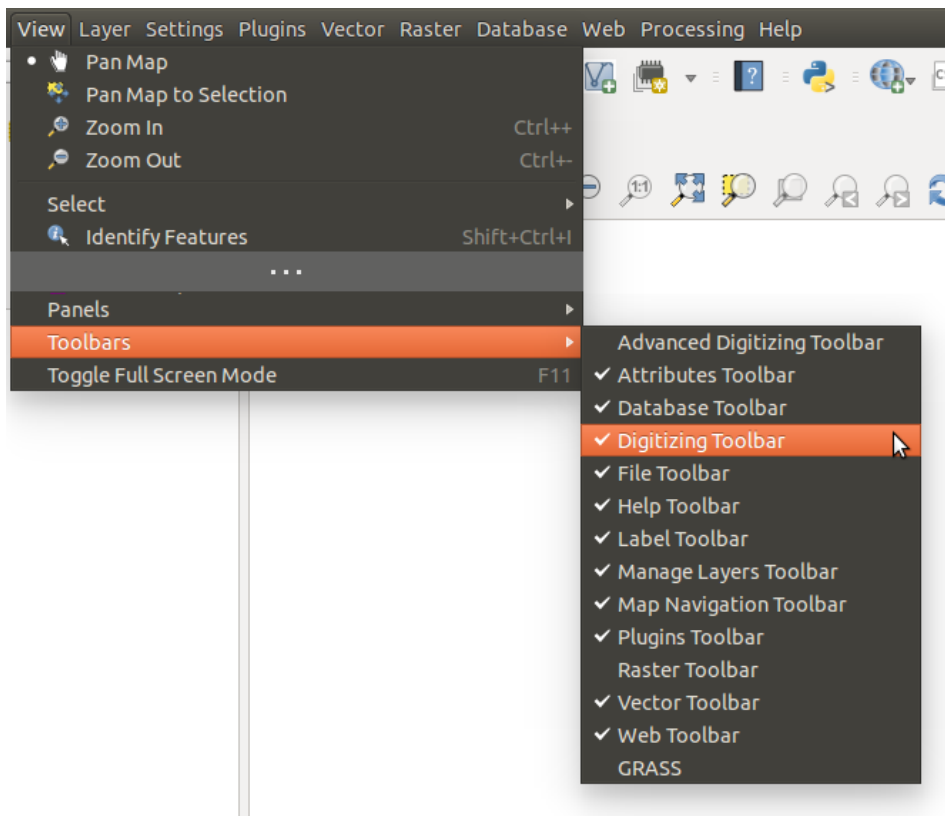 View Layer Settings Plugins Vector Raster Database Web Processing Help
Pan Map
Pan Map to Selection
Zoom In Ctrl++
Zoom Out Ctrl+-
Select
Identify Features Shift+Ctrl+I
...
Panels
Toolbars
Toggle Full Screen Mode F11
?
1:1
Advanced Digitizing Toolbar
Attributes Toolbar
Database Toolbar
Digitizing Toolbar
File Toolbar
Help Toolbar
Label Toolbar
Manage Layers Toolbar
Map Navigation Toolbar
Plugins Toolbar
Raster Toolbar
Vector Toolbar
Web Toolbar
GRASS